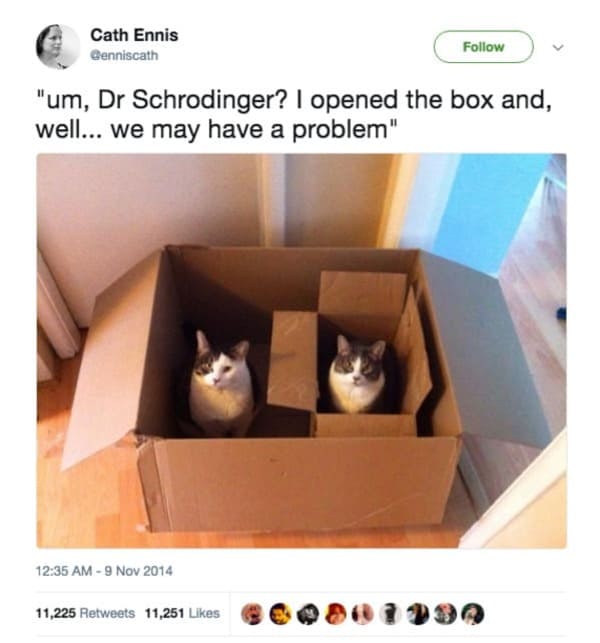 Cath Ennis
@enniscath
Follow
"um, Dr Schrodinger? I opened the box and,
well... we may have a problem"
12:35 AM - 9 Nov 2014
11,225 Retweets 11,251 Likes